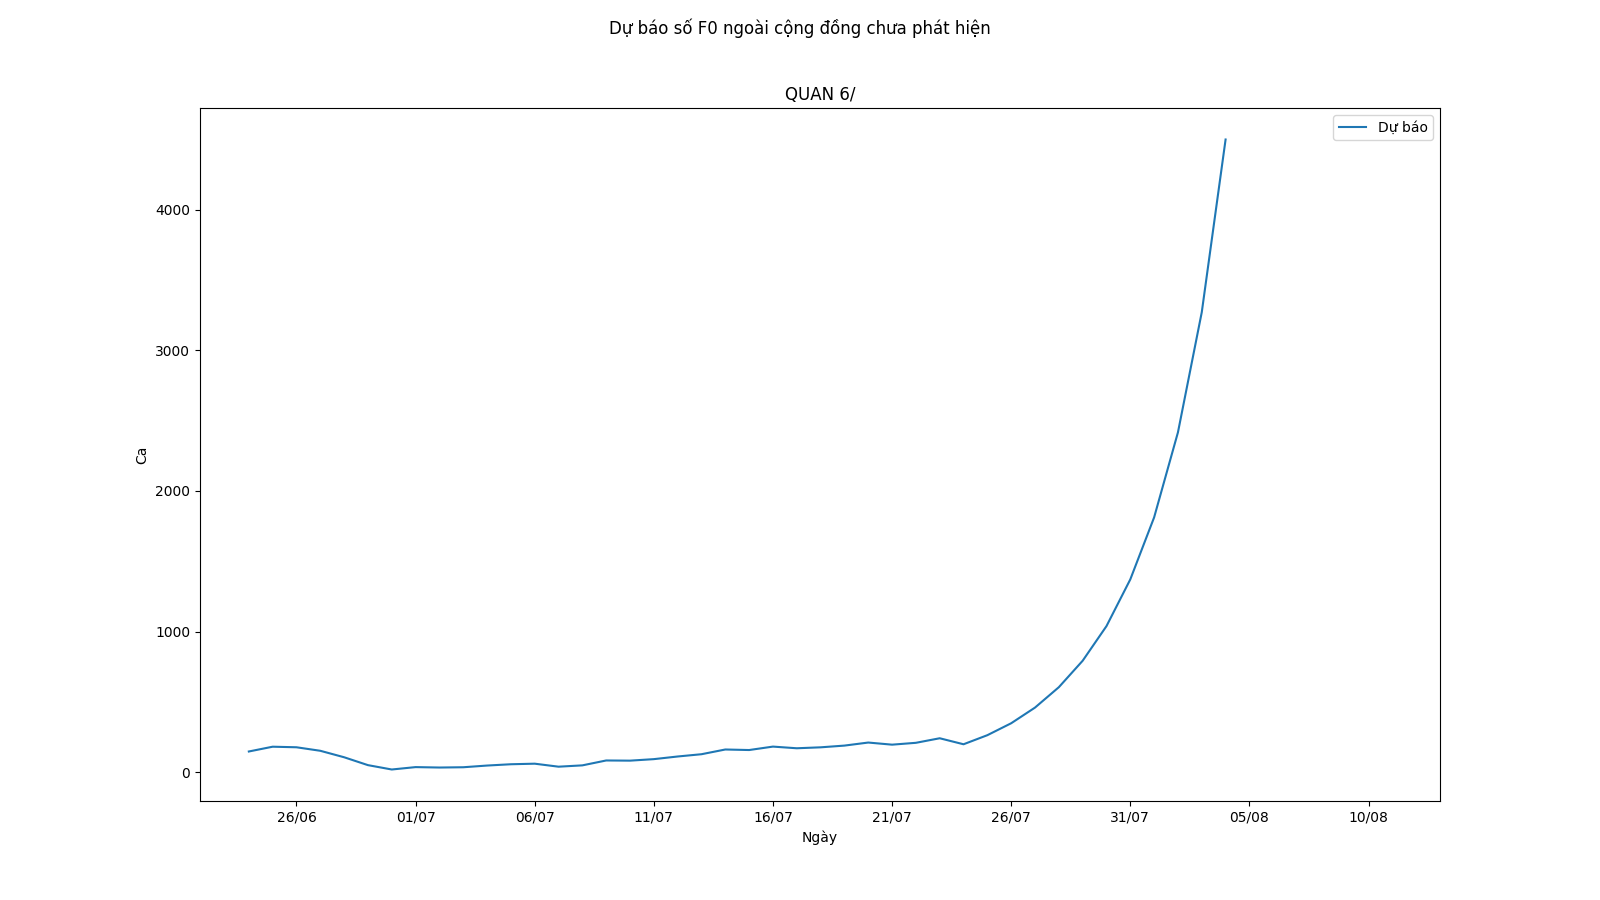 Dự báo số F0 ngoài cộng đồng chưa phát hiện
QUAN 6/
Dự báo
4000
3000
2000
1000
0
Ca
26/06 01/07 06/07 11/07 16/07 21/07 26/07 31/07 05/08 10/08
Ngày